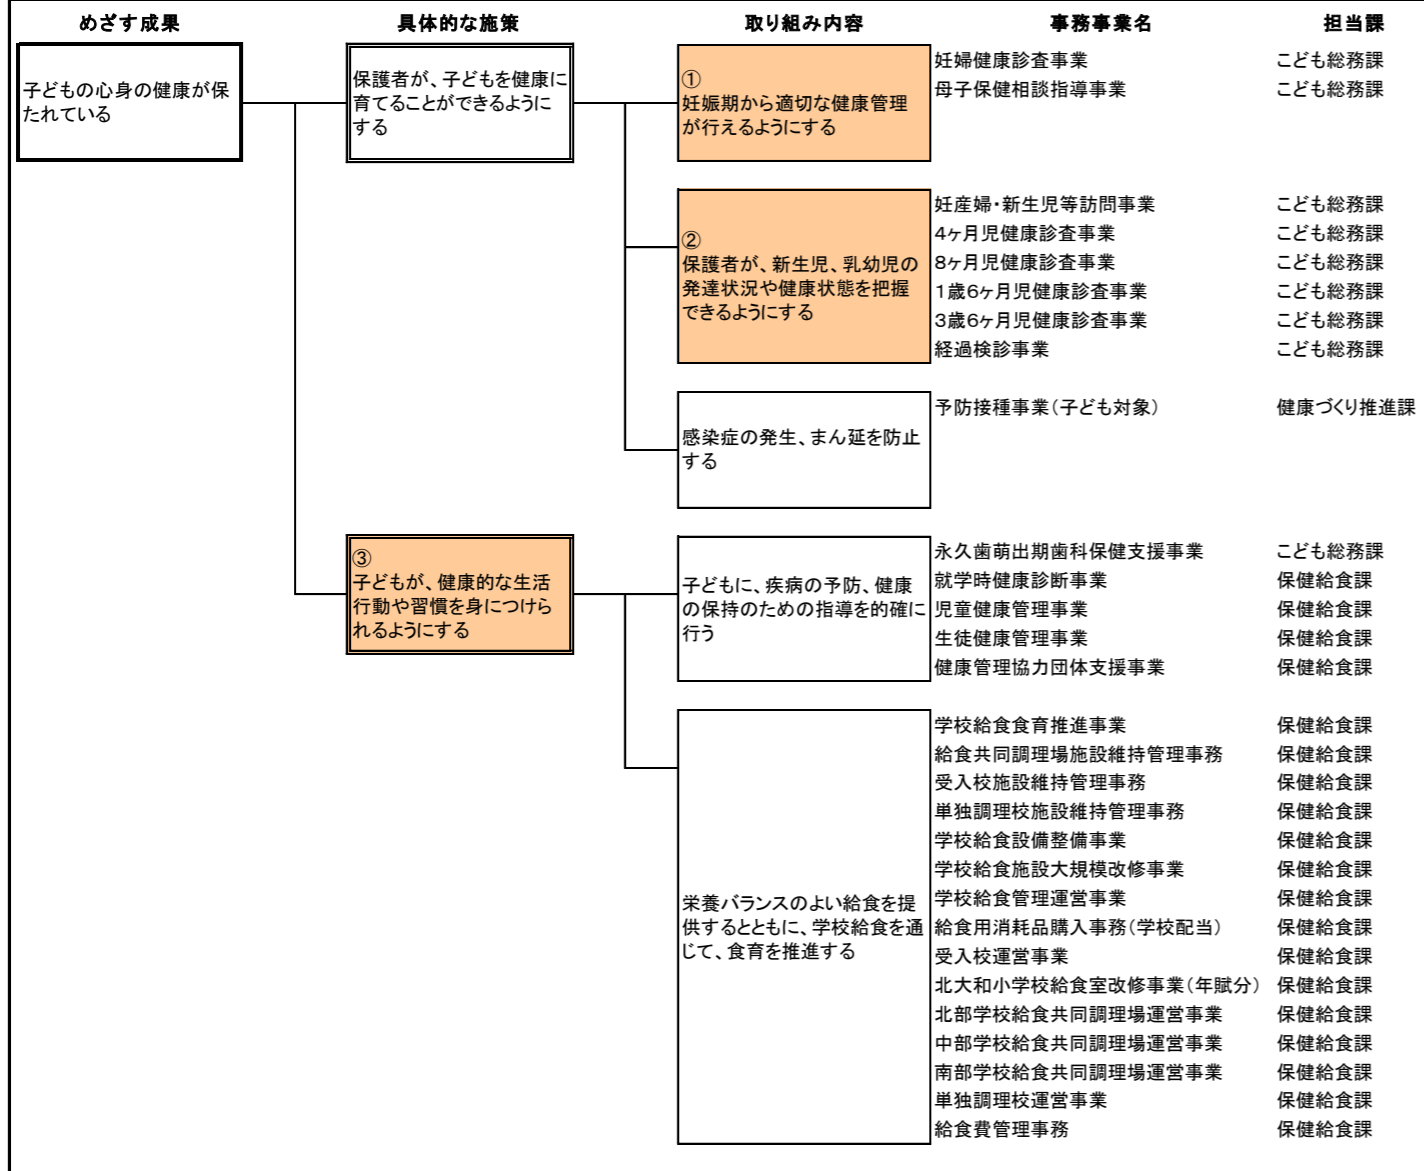 めざす成果 具体的な施策 取り組み内容 事務事業名 担当課
子どもの心身の健康が保
たれている
保護者が、子どもを健康に
育てることができるように
する
①
妊娠期から適切な健康管理
が行えるようにする
妊婦健康診査事業 こども総務課
母子保健相談指導事業 こども総務課
②
保護者が、新生児、乳幼児の
発達状況や健康状態を把握
できるようにする
妊産婦・新生児等訪問事業 こども総務課
4ヶ月児健康診査事業 こども総務課
8ヶ月児健康診査事業 こども総務課
1歳6ヶ月児健康診査事業 こども総務課
3歳6ヶ月児健康診査事業 こども総務課
経過検診事業 こども総務課
感染症の発生、まん延を防止
する
予防接種事業(子ども対象) 健康づくり推進課
③
子どもが、健康的な生活
行動や習慣を身につけら
れるようにする
子どもに、疾病の予防、健康
の保持のための指導を的確に
行う
永久歯萌出期歯科保健支援事業 こども総務課
就学時健康診断事業 保健給食課
児童健康管理事業 保健給食課
生徒健康管理事業 保健給食課
健康管理協力団体支援事業 保健給食課
栄養バランスのよい給食を提
供するとともに、学校給食を通
じて、食育を推進する
学校給食食育推進事業 保健給食課
給食共同調理場施設維持管理事務 保健給食課
受入校施設維持管理事務 保健給食課
単独調理校施設維持管理事務 保健給食課
学校給食設備整備事業 保健給食課
学校給食施設大規模改修事業 保健給食課
学校給食管理運営事業 保健給食課
給食用消耗品購入事務(学校配当) 保健給食課
受入校運営事業 保健給食課
北大和小学校給食室改修事業(年賦分) 保健給食課
北部学校給食共同調理場運営事業 保健給食課
中部学校給食共同調理場運営事業 保健給食課
南部学校給食共同調理場運営事業 保健給食課
単独調理校運営事業 保健給食課
給食費管理事務 保健給食課